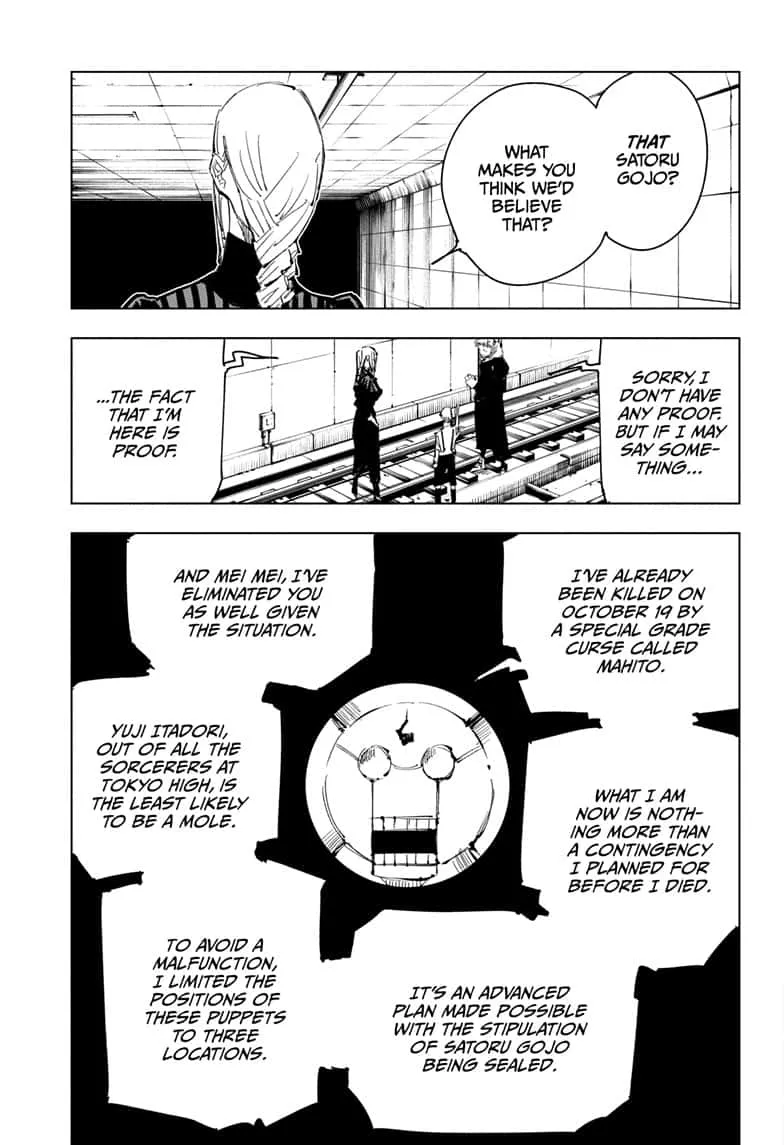 THAT
SATORU
GOJO?
WHAT
MAKES YOU
THINK WE'D
BELIEVE
THAT?
SORRY, I
DON'T HAVE
ANY PROOF.
BUT IF I MAY
SAY SOME-
THING...
...THE FACT
THAT I'M
HERE IS
PROOF.
I'VE ALREADY
BEEN KILLED ON
OCTOBER 19 BY
A SPECIAL GRADE
CURSE CALLED
MAHITO.
WHAT I AM
NOW IS NOTH-
ING MORE THAN
A CONTINGENCY
I PLANNED FOR
BEFORE I DIED.
IT'S AN ADVANCED
PLAN MADE POSSIBLE
WITH THE STIPULATION
OF SATORU GOJO
BEING SEALED.
AND MEI MEI, I'VE
ELIMINATED YOU
AS WELL GIVEN
THE SITUATION.
YUJI ITADORI,
OUT OF ALL THE
SORCERERS AT
TOKYO HIGH, IS
THE LEAST LIKELY
TO BE A MOLE.
TO AVOID A
MALFUNCTION,
I LIMITED THE
POSITIONS OF
THESE PUPPETS
TO THREE
LOCATIONS.